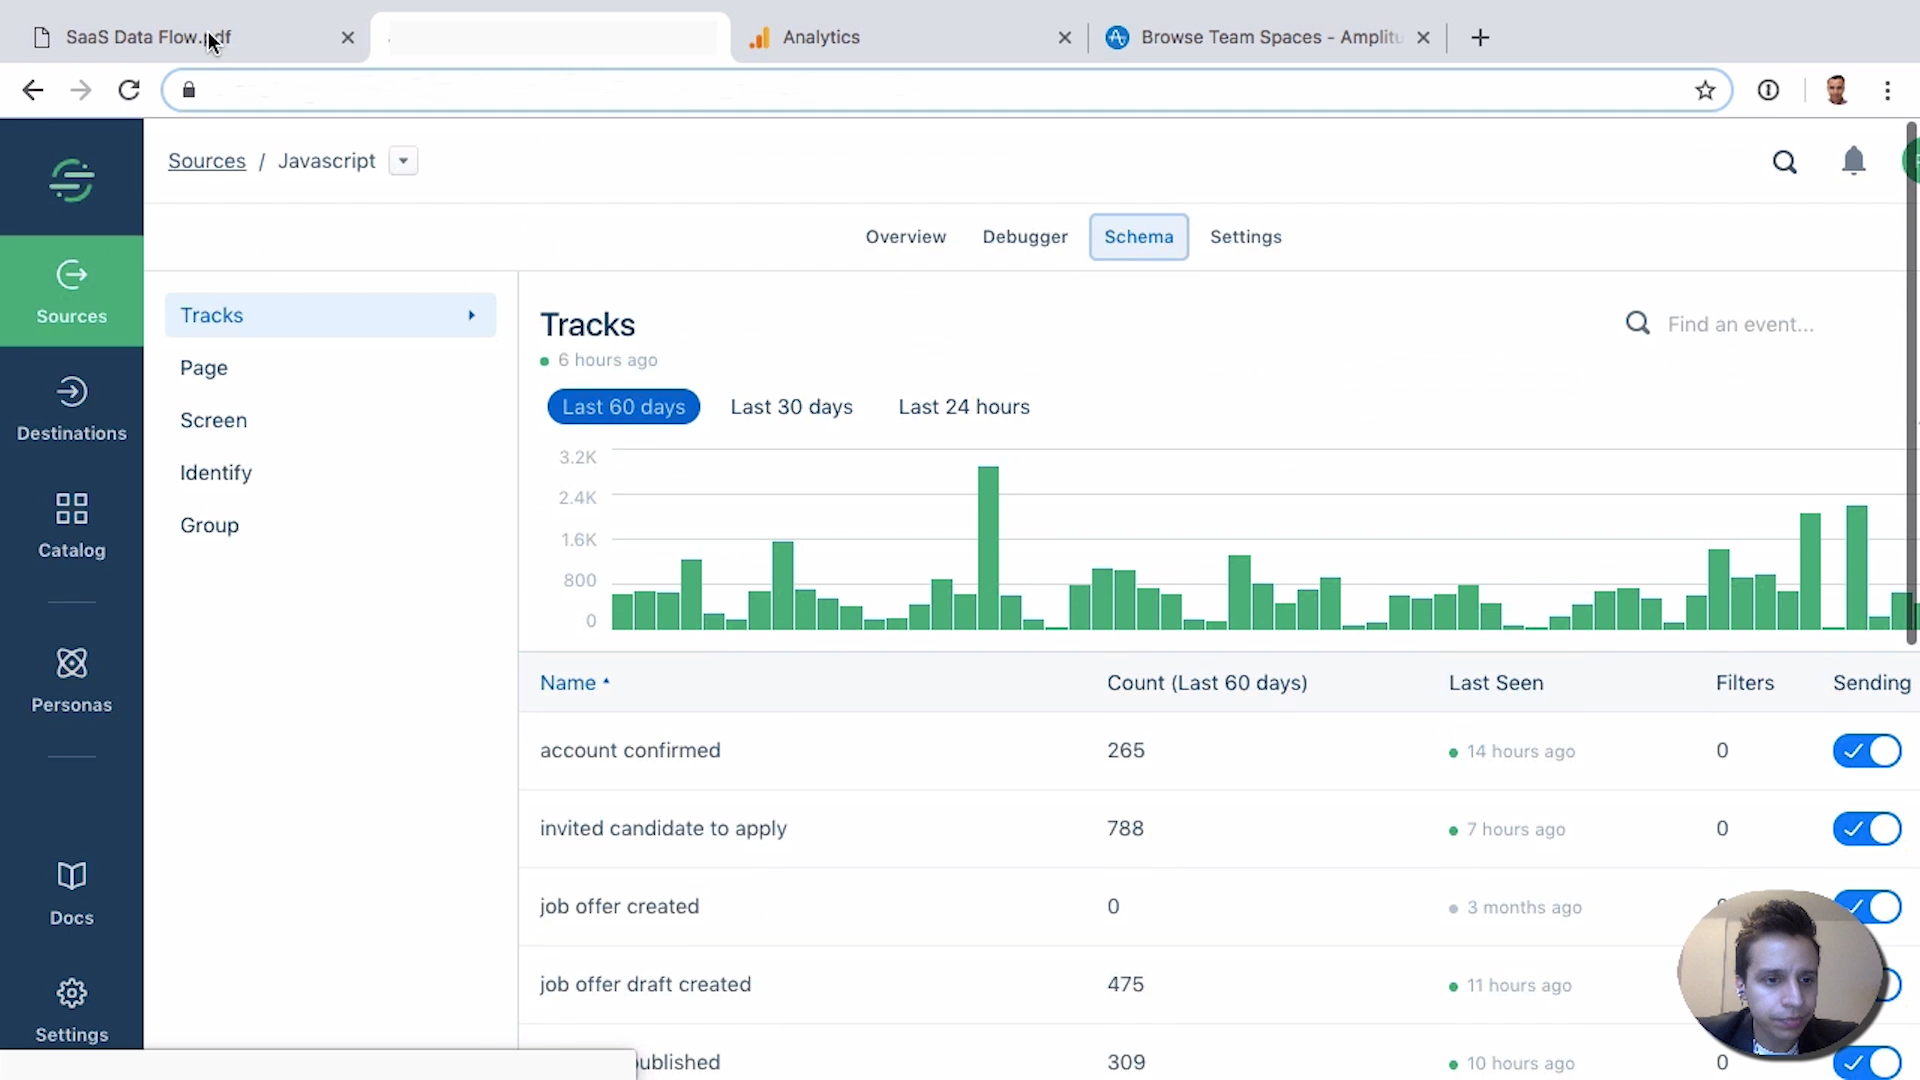 SaaS Data Flow.pdf
Analytics
Browse Team Spaces - Amplitu
Sources / Javascript
Overview
Debugger
Schema
Settings
Sources
Destinations
Catalog
Personas
Docs
Settings
Tracks
Page
Screen
Identify
Group
Tracks
6 hours ago
Find an event...
Last 60 days
Last 30 days
Last 24 hours
3.2K
2.4K
1.6K
800
0
Name
Count (Last 60 days)
Last Seen
Filters
Sending
account confirmed
265
14 hours ago
0
invited candidate to apply
788
7 hours ago
0
job offer created
0
3 months ago
job offer draft created
475
11 hours ago
309
10 hours ago
0